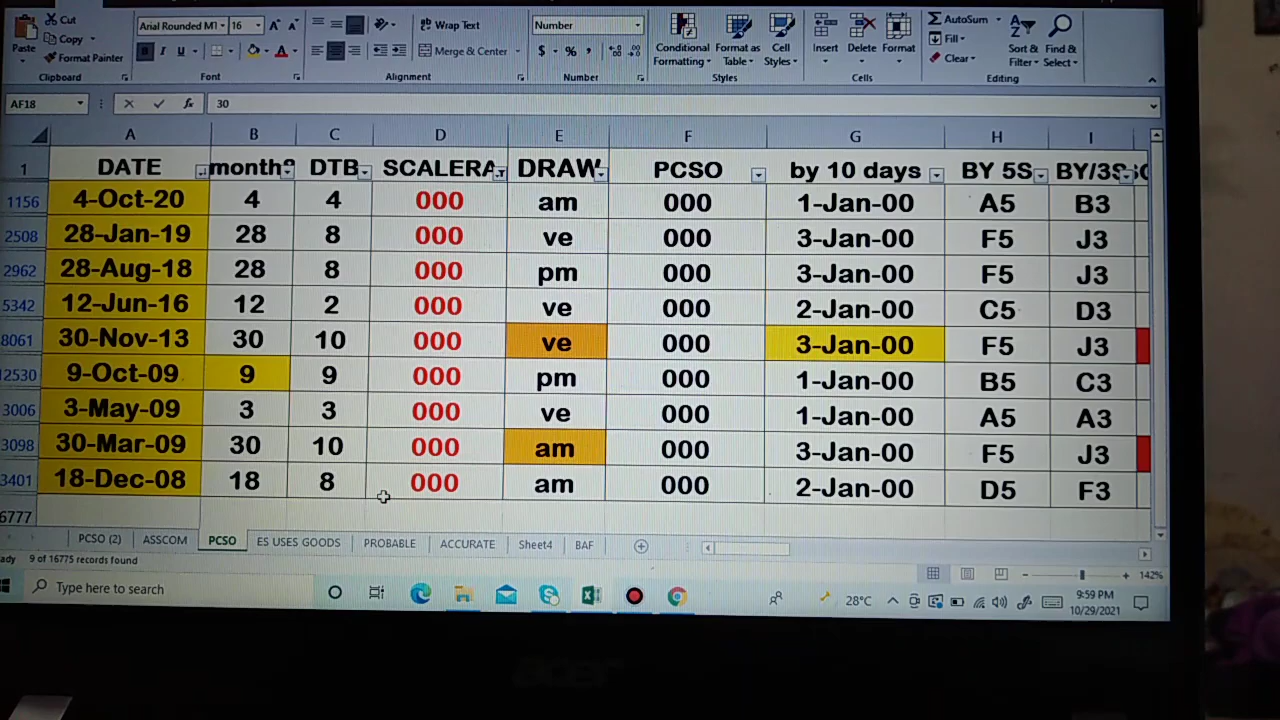 Cut
Copy
Paste
Format Painter
Clipboard
Arial Rounded MT
16
A A
B I U
Font
Wrap Text
Merge & Center
Alignment
Number
$ % ,
Number
Conditional Formatting
Format as Table
Cell Styles
Styles
Insert
Delete
Format
Cells
AutoSum
Fill
Clear
Sort & Filter
Find & Select
Editing
AF18
fx
30
A B C D E F G H I
1 DATE months DTB SCALERA DRAW PCSO by 10 days BY 5S BY/3S
1156 4-Oct-20 4 4 000 am 000 1-Jan-00 A5 B3
2508 28-Jan-19 28 8 000 ve 000 3-Jan-00 F5 J3
2962 28-Aug-18 28 8 000 pm 000 3-Jan-00 F5 J3
5342 12-Jun-16 12 2 000 ve 000 2-Jan-00 C5 D3
8061 30-Nov-13 30 10 000 ve 000 3-Jan-00 F5 J3
12530 9-Oct-09 9 9 000 pm 000 1-Jan-00 B5 C3
3006 3-May-09 3 3 000 ve 000 1-Jan-00 A5 A3
3098 30-Mar-09 30 10 000 am 000 3-Jan-00 F5 J3
3401 18-Dec-08 18 8 000 am 000 2-Jan-00 D5 F3
6777
PCSO (2) ASSCOM PCSO ES USES GOODS PROBABLE ACCURATE Sheet4 BAF
ady 9 of 16775 records found
142%
Type here to search
28°C
9:59 PM
10/29/2021
acer